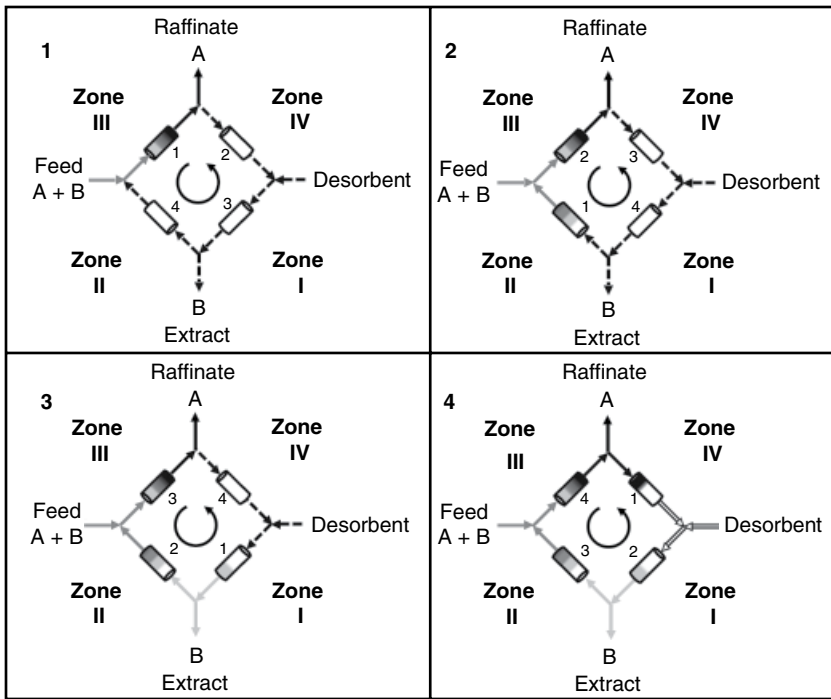 1
Raffinate
A
Zone
III
Zone
IV
1
2
Feed
A + B
Desorbent
4
3
Zone
II
Zone
I
B
Extract
2
Raffinate
A
Zone
III
Zone
IV
2
3
Feed
A + B
Desorbent
1
4
Zone
II
Zone
I
B
Extract
3
Raffinate
A
Zone
III
Zone
IV
3
4
Feed
A + B
Desorbent
2
1
Zone
II
Zone
I
B
Extract
4
Raffinate
A
Zone
III
Zone
IV
4
1
Feed
A + B
Desorbent
3
2
Zone
II
Zone
I
B
Extract